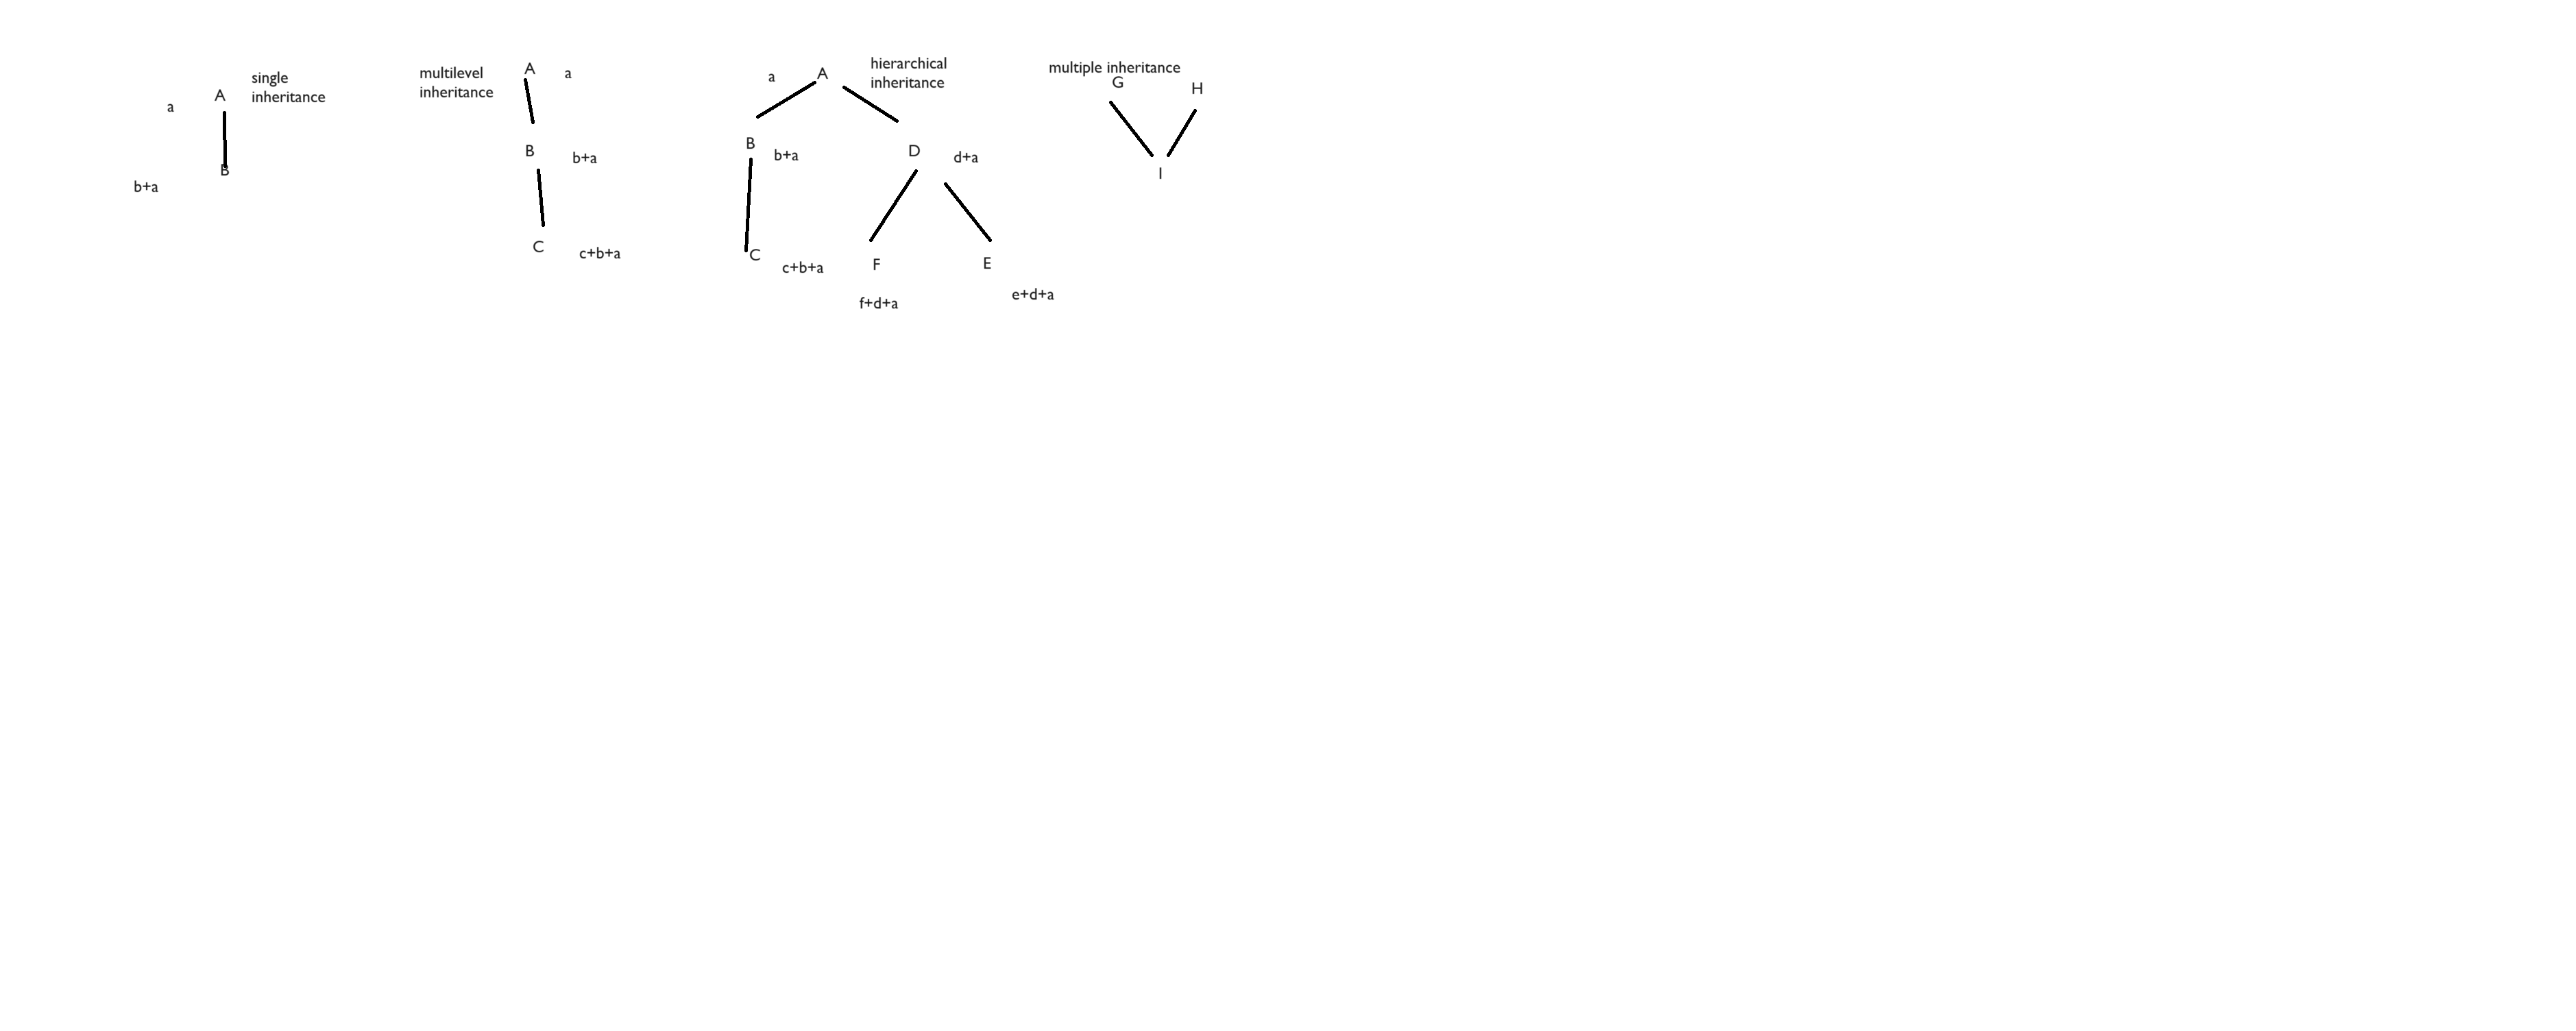 single
inheritance
A
a
B
b+a
multilevel
inheritance
A
a
B
b+a
C
c+b+a
hierarchical
inheritance
a
A
B
b+a
D
d+a
C
c+b+a
F
E
f+d+a
e+d+a
multiple inheritance
G
H
I